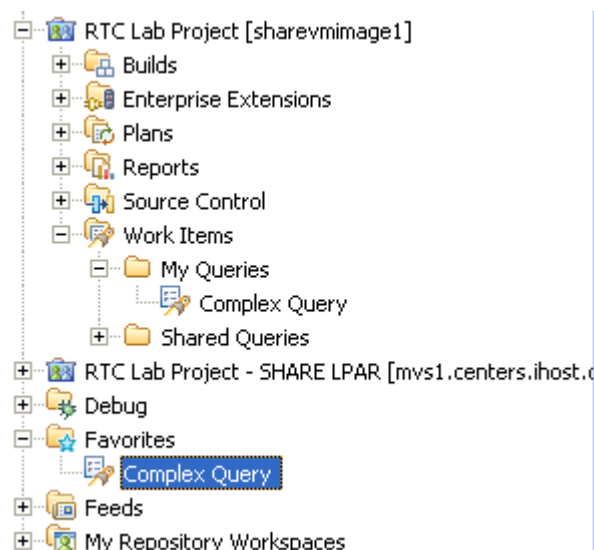 RTC Lab Project [sharevmimage1]
Builds
Enterprise Extensions
Plans
Reports
Source Control
Work Items
My Queries
Complex Query
Shared Queries
RTC Lab Project - SHARE LPAR [mvs1.centers.ihost.c
Debug
Favorites
Complex Query
Feeds
My Repository Workspaces